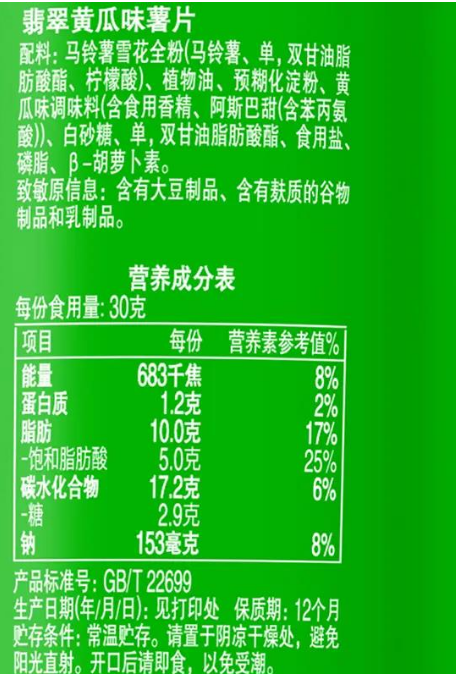 翡翠黄瓜味薯片
配料: 马铃薯雪花全粉(马铃薯、单, 双甘油脂
肪酸酯、柠檬酸)、植物油、预糊化淀粉、黄
瓜味调味料(含食用香精、阿斯巴甜(含苯丙氨
酸))、白砂糖、单, 双甘油脂肪酸酯、食用盐、
磷脂、β-胡萝卜素。
致敏原信息: 含有大豆制品、含有麸质的谷物
制品和乳制品。
营养成分表
每份食用量: 30克
项目 每份 营养素参考值%
能量 683千焦 8%
蛋白质 1.2克 2%
脂肪 10.0克 17%
-饱和脂肪酸 5.0克 25%
碳水化合物 17.2克 6%
-糖 2.9克
钠 153毫克 8%
产品标准号: GB/T 22699
生产日期(年/月/日): 见打印处 保质期: 12个月
贮存条件: 常温贮存。请置于阴凉干燥处, 避免
阳光直射。开口后请即食, 以免受潮。